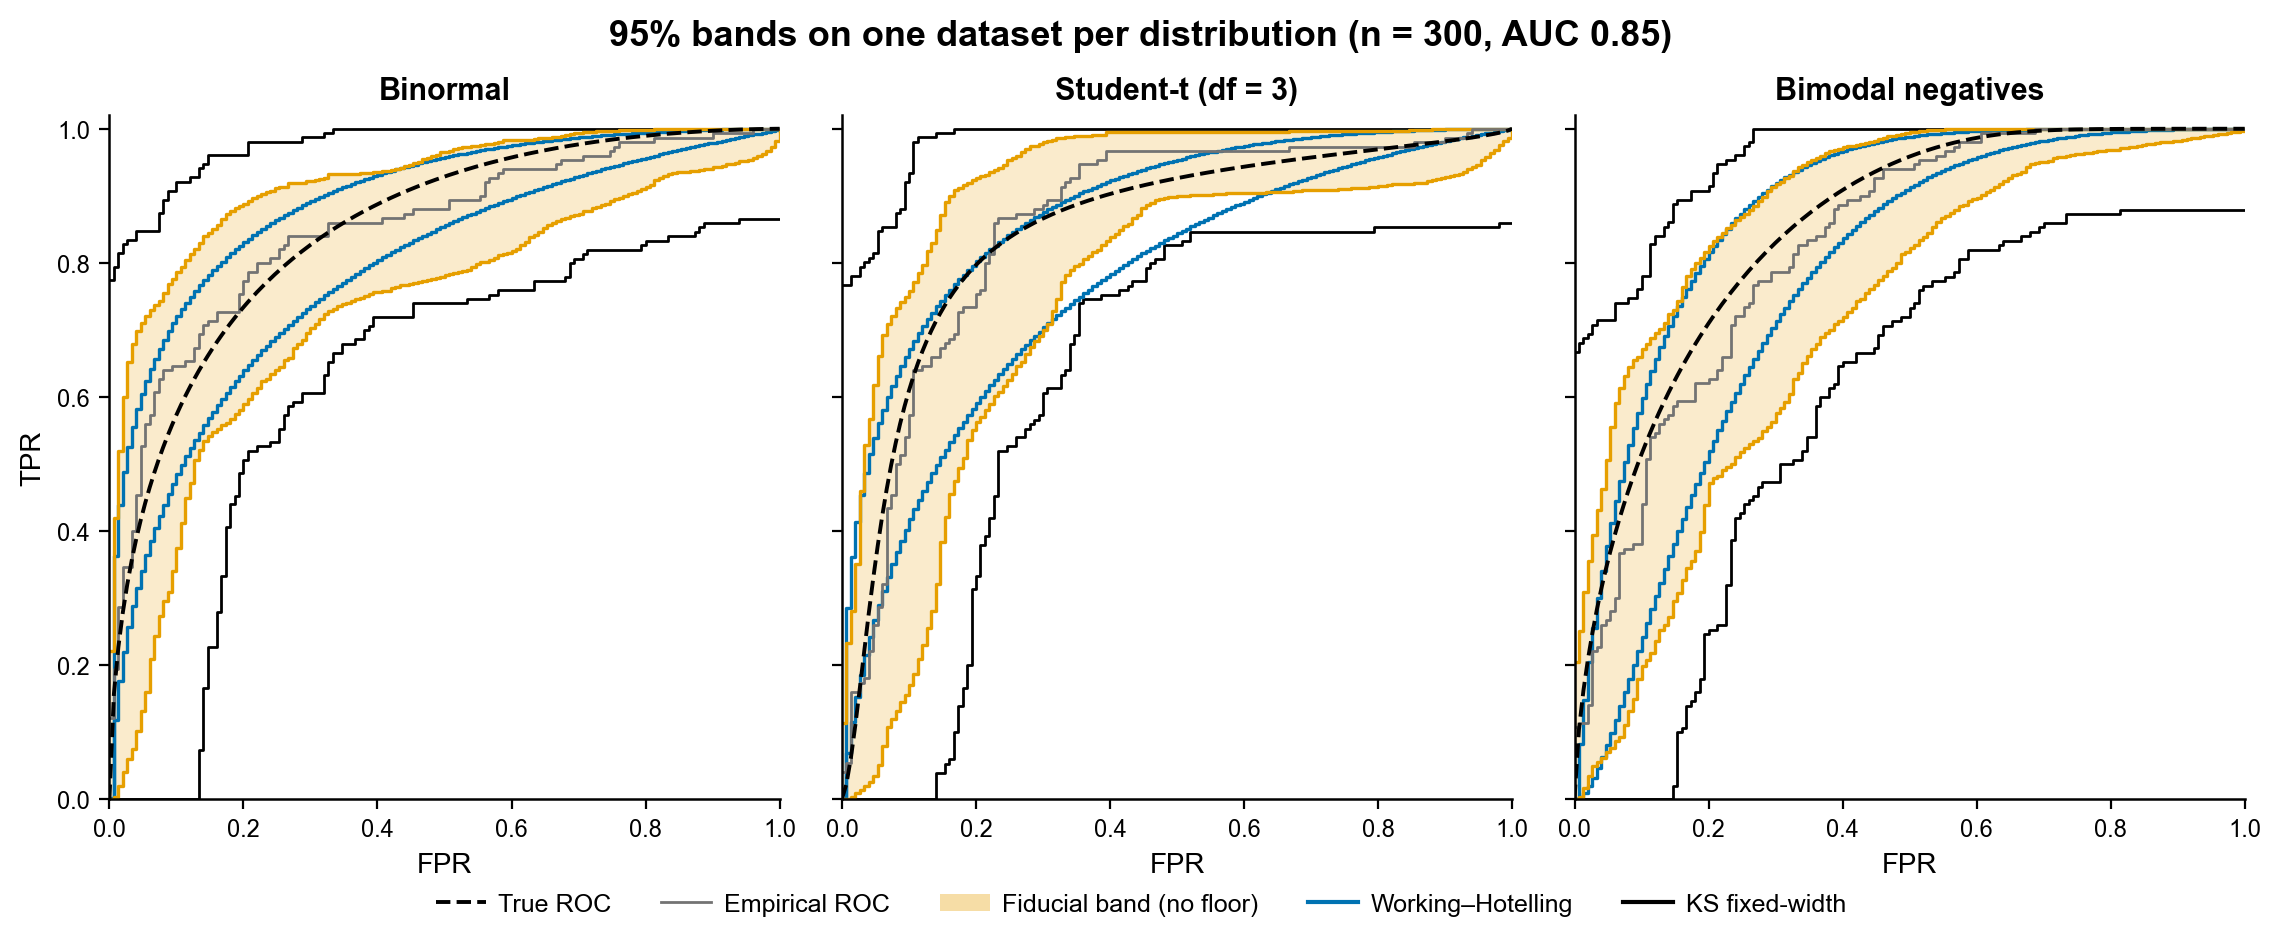 95% bands on one dataset per distribution (n = 300, AUC 0.85)
Binormal
Student-t (df = 3)
Bimodal negatives
TPR
1.0
0.8
0.6
0.4
0.2
0.0
0.0 0.2 0.4 0.6 0.8 1.0
0.0 0.2 0.4 0.6 0.8 1.0
0.0 0.2 0.4 0.6 0.8 1.0
FPR
FPR
FPR
True ROC
Empirical ROC
Fiducial band (no floor)
Working–Hotelling
KS fixed-width